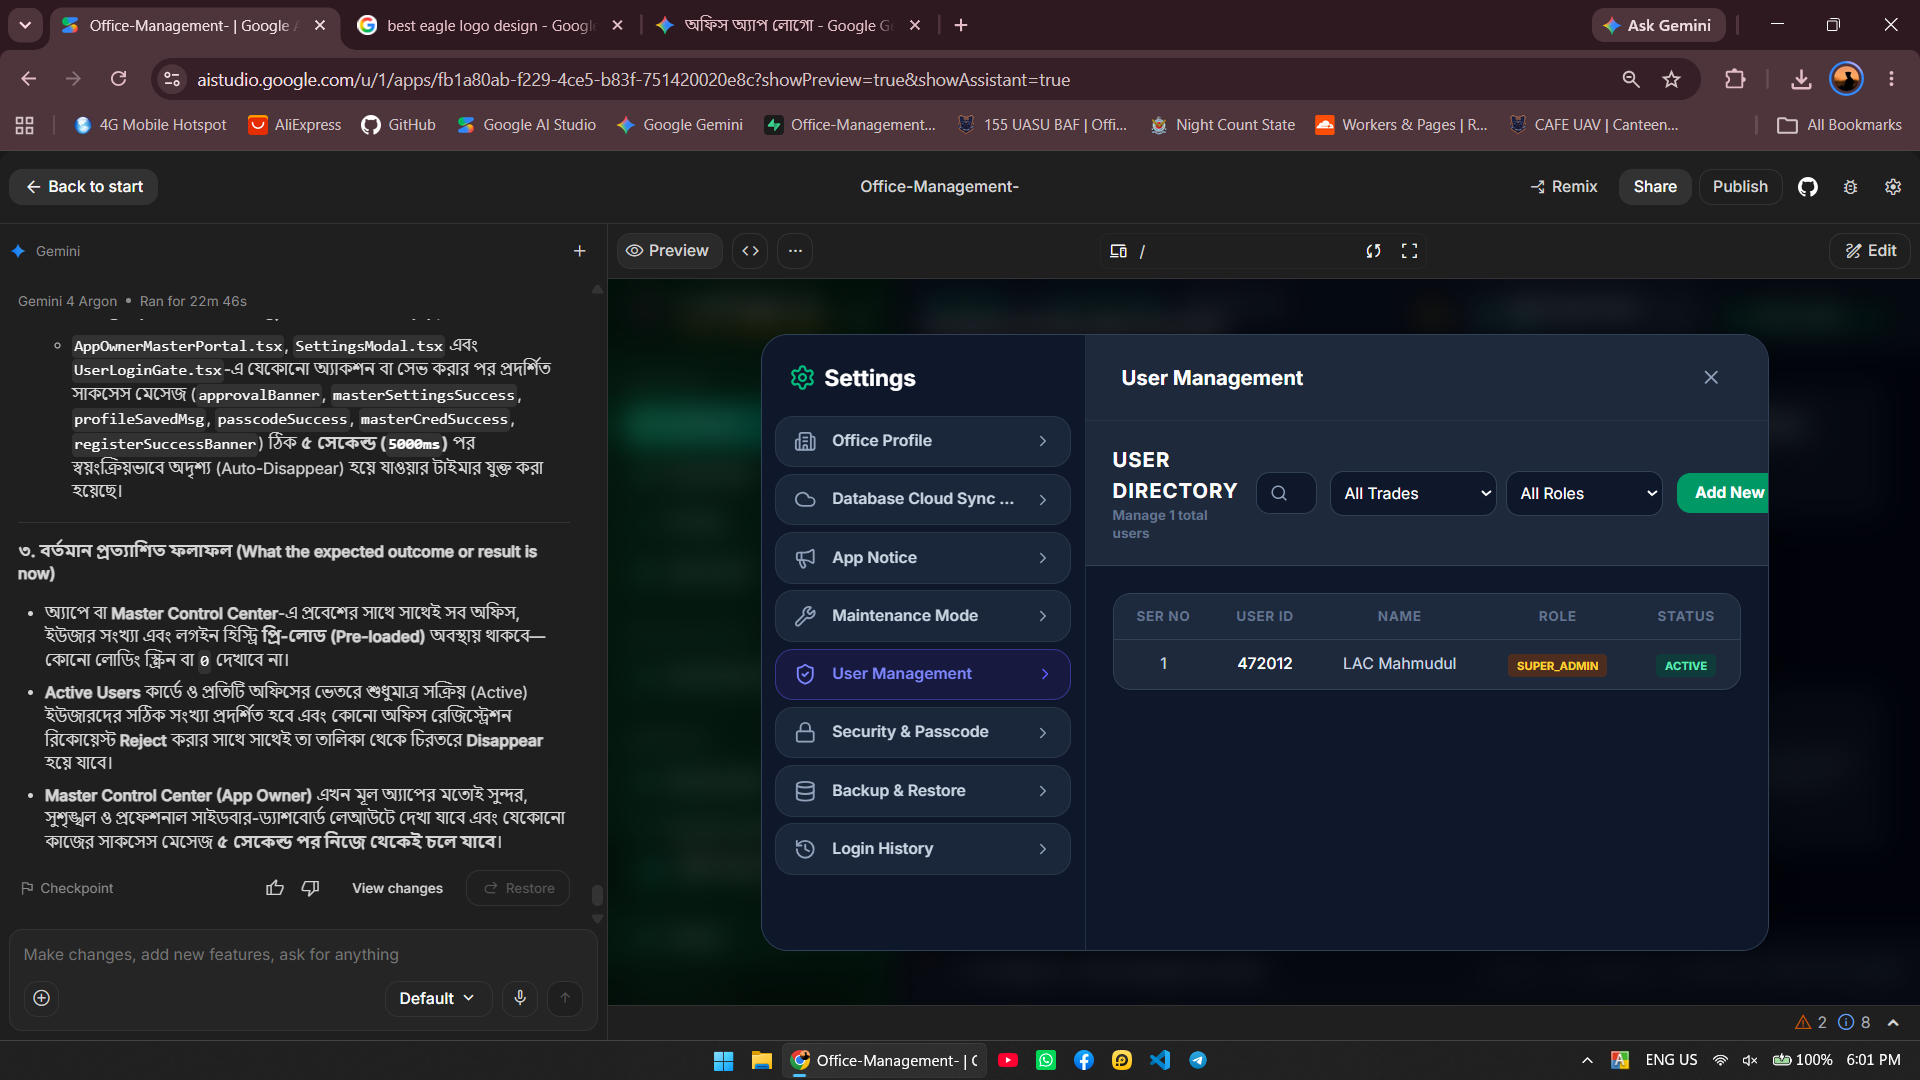 Office-Management- | Google
best eagle logo design - Google
অফিস অ্যাপ লোগো - Google Ge
Ask Gemini
aistudio.google.com/u/1/apps/fb1a80ab-f229-4ce5-b83f-751420020e8c?showPreview=true&showAssistant=true
4G Mobile Hotspot
AliExpress
GitHub
Google AI Studio
Google Gemini
Office-Management...
155 UASU BAF | Offi...
Night Count State
Workers & Pages | R...
CAFE UAV | Canteen...
All Bookmarks
Back to start
Office-Management-
Remix
Share
Publish
Gemini
Preview
/
Edit
Gemini 4 Argon • Ran for 22m 46s
AppOwnerMasterPortal.tsx, SettingsModal.tsx এবং
UserLoginGate.tsx-এ যেকোনো অ্যাকশন বা সেভ করার পর প্রদর্শিত
সাকসেস মেসেজ (approvalBanner, masterSettingsSuccess,
profileSavedMsg, passcodeSuccess, masterCredSuccess,
registerSuccessBanner) ঠিক ৫ সেকেন্ড (5000ms) পর
স্বয়ংক্রিয়ভাবে অদৃশ্য (Auto-Disappear) হয়ে যাওয়ার টাইমার যুক্ত করা
হয়েছে।
৩. বর্তমান প্রত্যাশিত ফলাফল (What the expected outcome or result is
now)
• অ্যাপে বা Master Control Center-এ প্রবেশের সাথে সাথেই সব অফিস,
ইউজার সংখ্যা এবং লগইন হিস্ট্রি প্রি-লোড (Pre-loaded) অবস্থায় থাকবে—
কোনো লোডিং স্ক্রিন বা 0 দেখাবে না।
• Active Users কার্ডে ও প্রতিটি অফিসের ভেতরে শুধুমাত্র সক্রিয় (Active)
ইউজারদের সঠিক সংখ্যা প্রদর্শিত হবে এবং কোনো অফিস রেজিস্ট্রেশন
রিকোয়েস্ট Reject করার সাথে সাথেই তা তালিকা থেকে চিরতরে Disappear
হয়ে যাবে।
• Master Control Center (App Owner) এখন মূল অ্যাপের মতোই সুন্দর,
সুশৃঙ্খল ও প্রফেশনাল সাইডবার-ড্যাশবোর্ড লেআউটে দেখা যাবে এবং যেকোনো
কাজের সাকসেস মেসেজ ৫ সেকেন্ড পর নিজে থেকেই চলে যাবে।
Checkpoint
View changes
Restore
Make changes, add new features, ask for anything
Default
Settings
Office Profile
Database Cloud Sync ...
App Notice
Maintenance Mode
User Management
Security & Passcode
Backup & Restore
Login History
User Management
USER
DIRECTORY
Manage 1 total
users
All Trades
All Roles
Add New
SER NO USER ID NAME ROLE STATUS
1 472012 LAC Mahmudul SUPER_ADMIN ACTIVE
2 8
Office-Management- |
ENG US
100%
6:01 PM